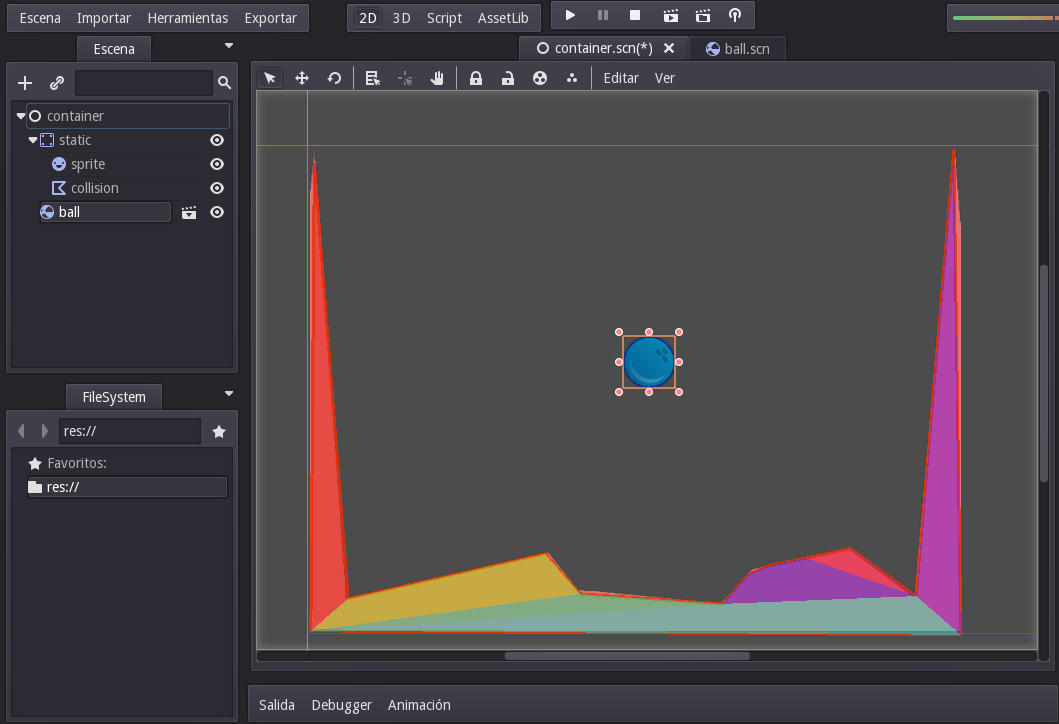 Escena Importar Herramientas Exportar 2D 3D Script AssetLib
Escena
container.scn(*) ball.scn
Editar Ver
container
static
sprite
collision
ball
FileSystem
res://
Favoritos:
res://
Salida Debugger Animación